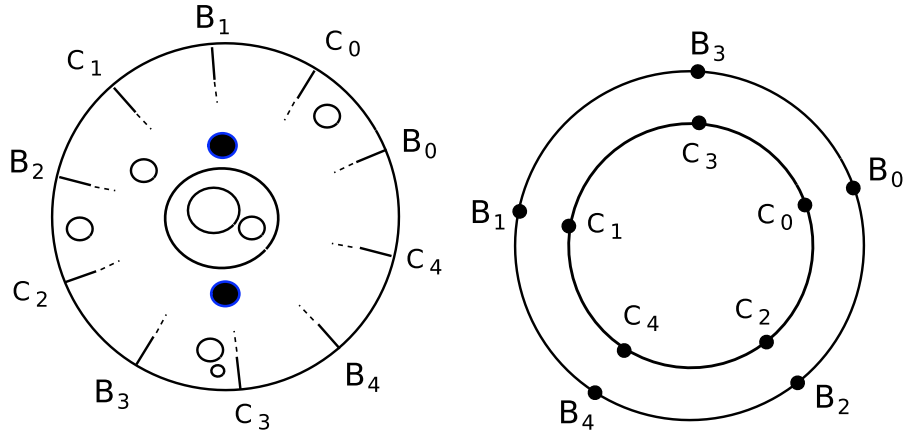 B₁
C₀
C₁
B₀
B₂
C₄
C₂
B₄
B₃
C₃
B₃
C₃
B₀
C₀
B₁
C₁
C₄
C₂
B₂
B₄